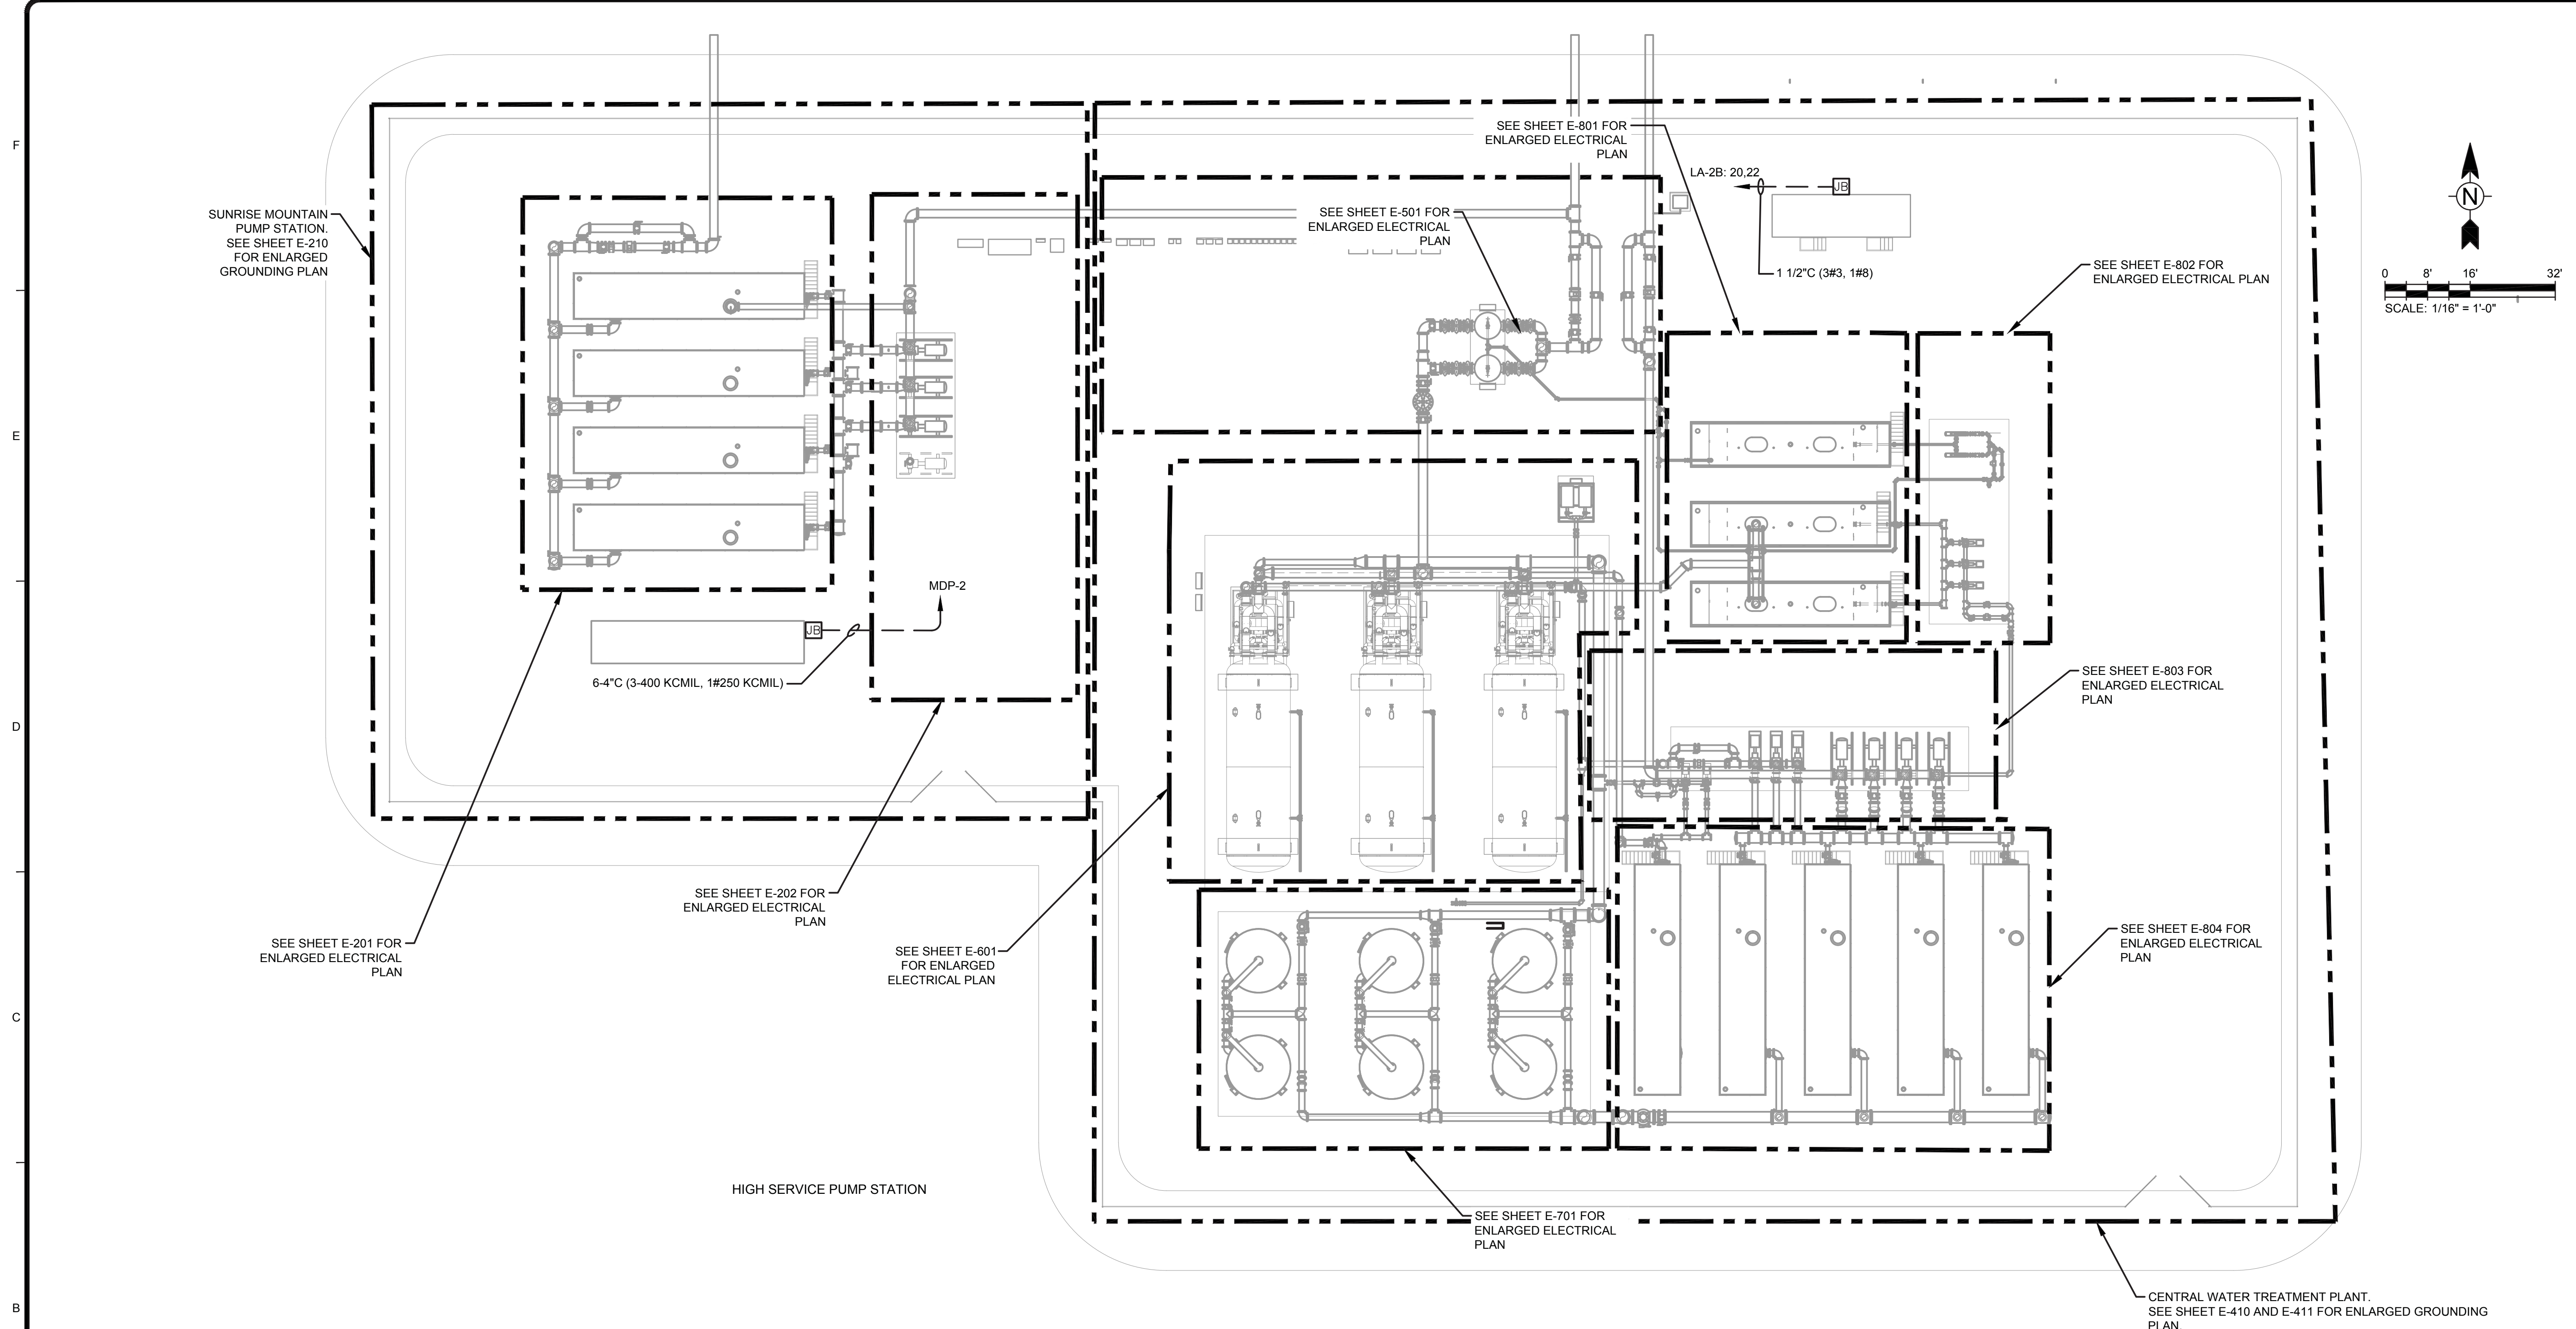 F
SEE SHEET E-801 FOR
ENLARGED ELECTRICAL
PLAN
LA-2B: 20,22
JB
N
SUNRISE MOUNTAIN
PUMP STATION.
SEE SHEET E-210
FOR ENLARGED
GROUNDING PLAN
SEE SHEET E-501 FOR
ENLARGED ELECTRICAL
PLAN
1 1/2"C (3#3, 1#8)
SEE SHEET E-802 FOR
ENLARGED ELECTRICAL PLAN
0 8' 16' 32'
SCALE: 1/16" = 1'-0"
E
MDP-2
JB
6-4"C (3-400 KCMIL, 1#250 KCMIL)
SEE SHEET E-803 FOR
ENLARGED ELECTRICAL
PLAN
D
SEE SHEET E-202 FOR
ENLARGED ELECTRICAL
PLAN
SEE SHEET E-201 FOR
ENLARGED ELECTRICAL
PLAN
SEE SHEET E-601
FOR ENLARGED
ELECTRICAL PLAN
SEE SHEET E-804 FOR
ENLARGED ELECTRICAL
PLAN
C
HIGH SERVICE PUMP STATION
SEE SHEET E-701 FOR
ENLARGED ELECTRICAL
PLAN
B
CENTRAL WATER TREATMENT PLANT.
SEE SHEET E-410 AND E-411 FOR ENLARGED GROUNDING
PLAN.